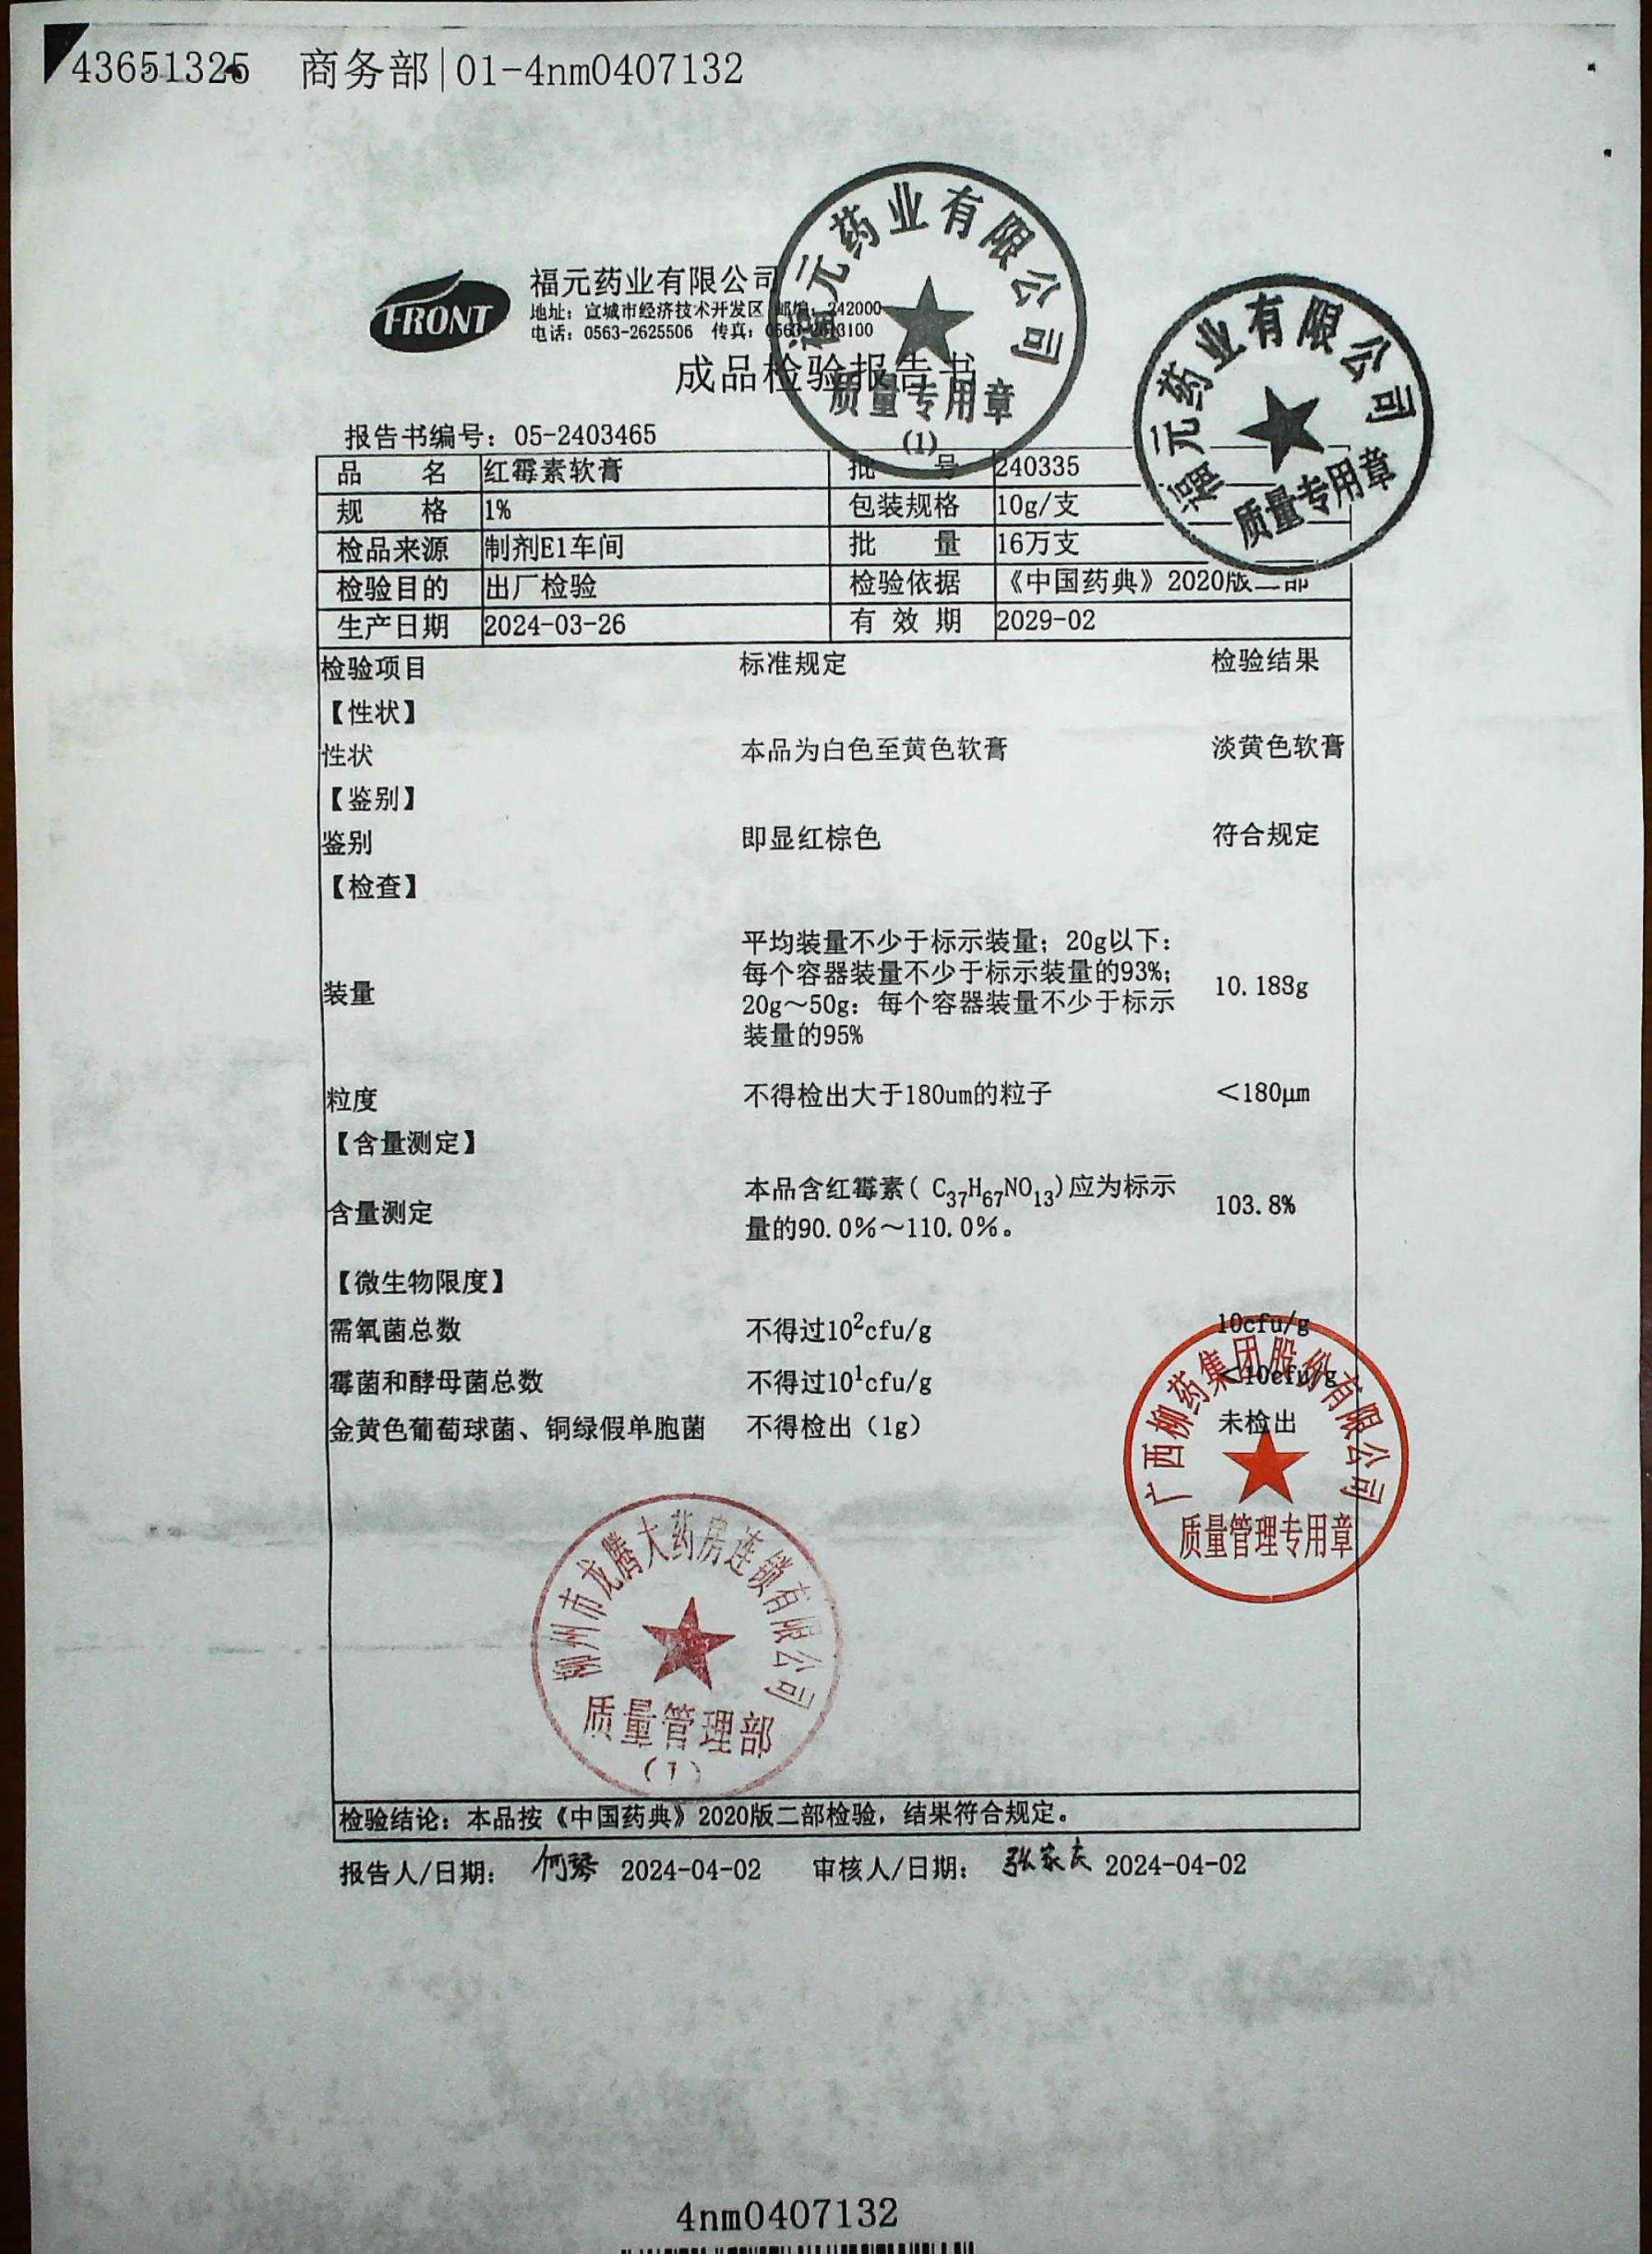 43651325 商务部|01-4nm0407132
FRONT
福元药业有限公司
地址：宣城市经济技术开发区 邮编：242000
电话：0563-2625506 传真：0563-2613100
成品检验报告书
福元药业有限公司
质量专用章
(1)
福元药业有限公司
质量专用章
报告书编号：05-2403465
品名 红霉素软膏 批号 240335
规格 1% 包装规格 10g/支
检品来源 制剂E1车间 批量 16万支
检验目的 出厂检验 检验依据 《中国药典》2020版二部
生产日期 2024-03-26 有效期 2029-02
检验项目 标准规定 检验结果
【性状】
性状 本品为白色至黄色软膏 淡黄色软膏
【鉴别】
鉴别 即显红棕色 符合规定
【检查】
平均装量不少于标示装量；20g以下：
每个容器装量不少于标示装量的93%；
装量 10.188g
20g～50g：每个容器装量不少于标示
装量的95%
粒度 不得检出大于180um的粒子 ＜180μm
【含量测定】
本品含红霉素( C37H67NO13)应为标示
含量测定 103.8%
量的90.0%～110.0%。
【微生物限度】
需氧菌总数 不得过10²cfu/g 10cfu/g
霉菌和酵母菌总数 不得过10¹cfu/g ＜10cfu/g
金黄色葡萄球菌、铜绿假单胞菌 不得检出（1g） 未检出
广西柳药集团股份有限公司
质量管理专用章
柳州市龙腾大药房连锁有限公司
质量管理部
(1)
检验结论：本品按《中国药典》2020版二部检验，结果符合规定。
报告人/日期： 何琴 2024-04-02 审核人/日期： 张家庆 2024-04-02
4nm0407132